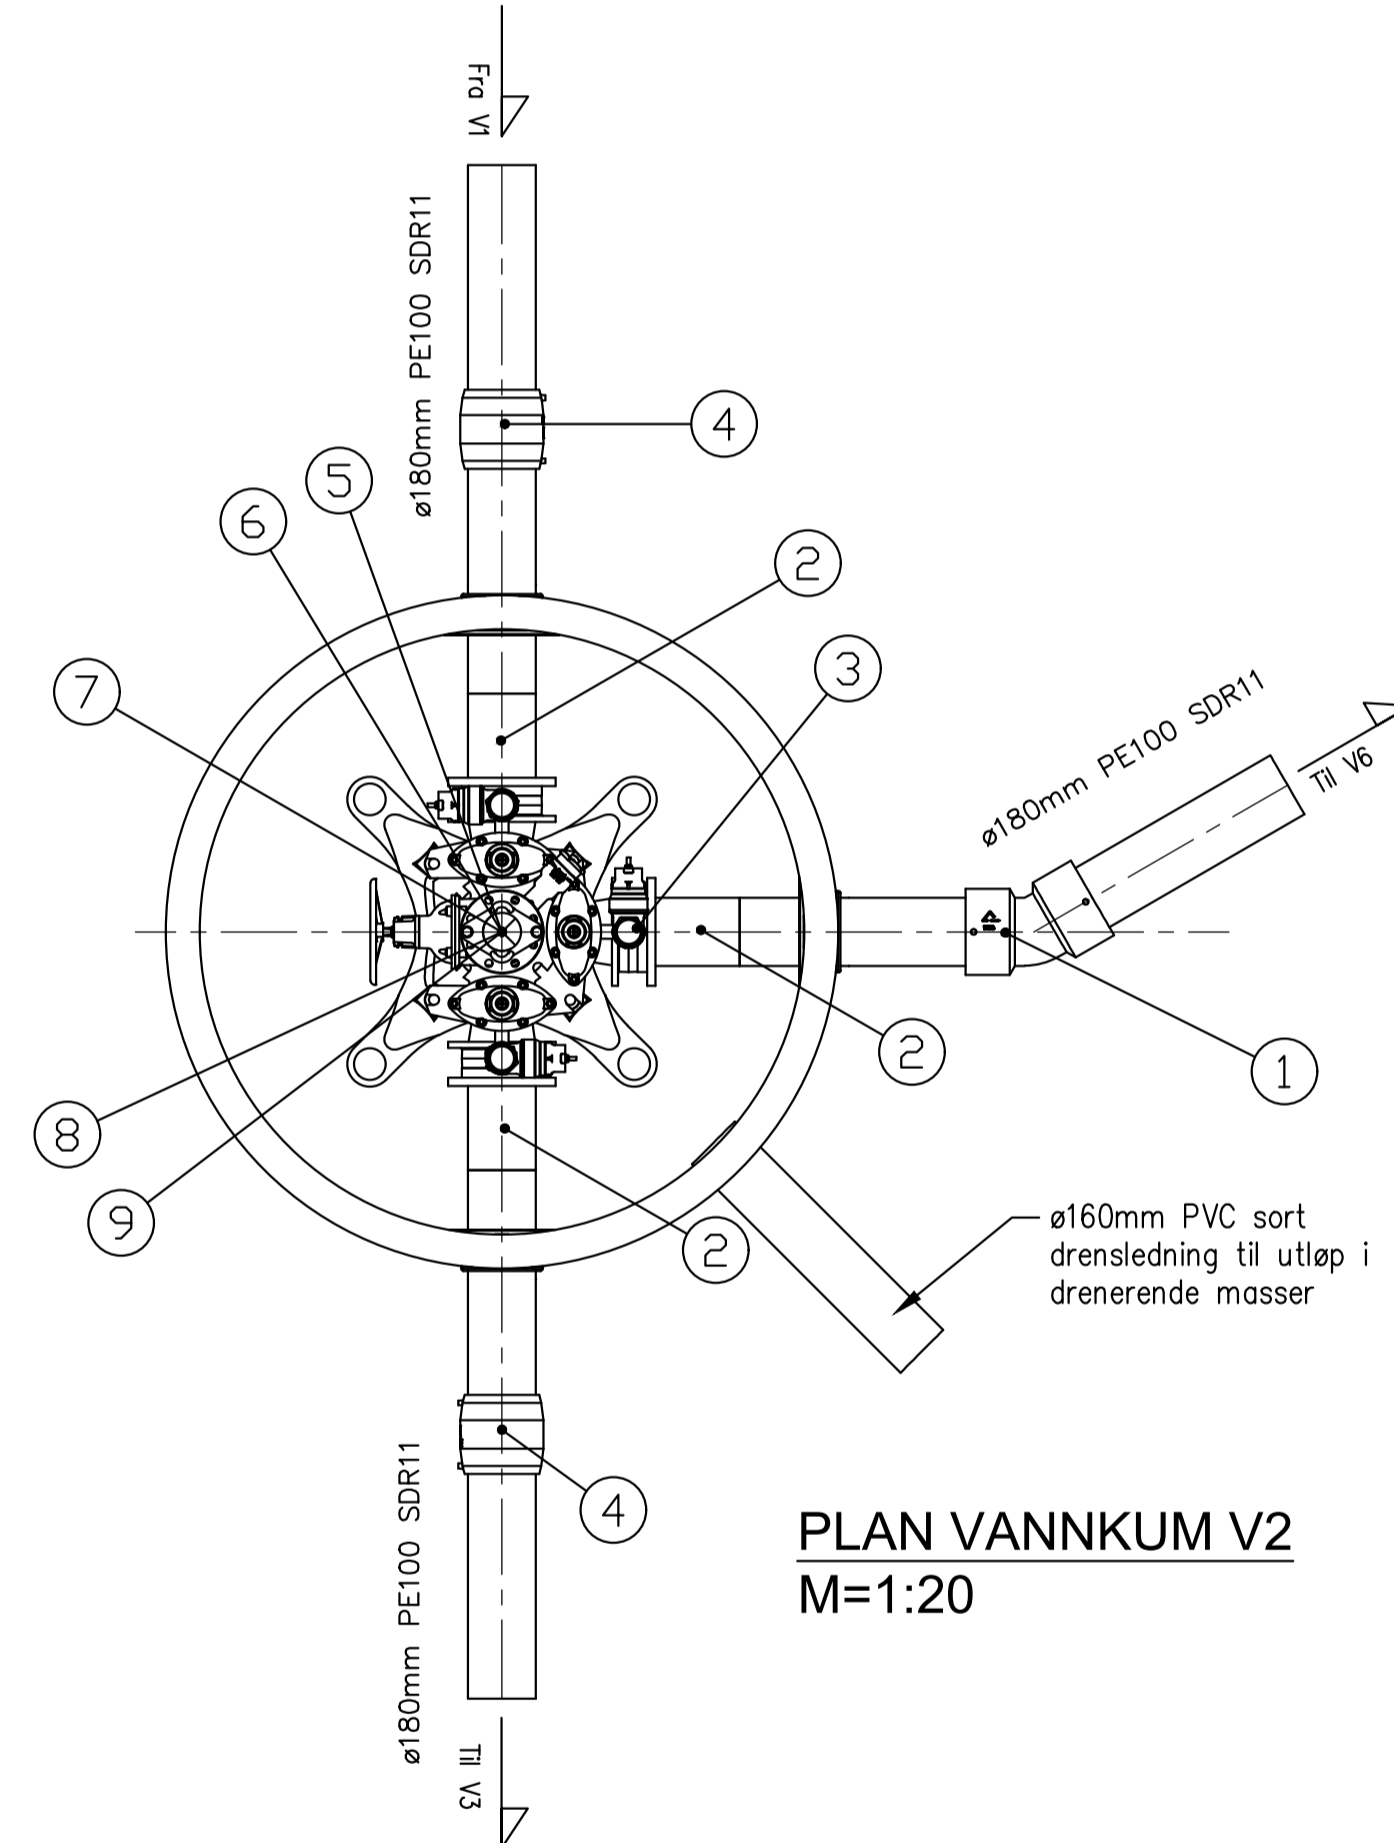 Fra V1
ø180mm PE100 SDR11
4
5
6
2
3
7
ø180mm PE100 SDR11
Til V6
2
1
8
9
2
ø160mm PVC sort
drensledning til utløp i
drenerende masser
4
ø180mm PE100 SDR11
Til V3
PLAN VANNKUM V2
M=1:20